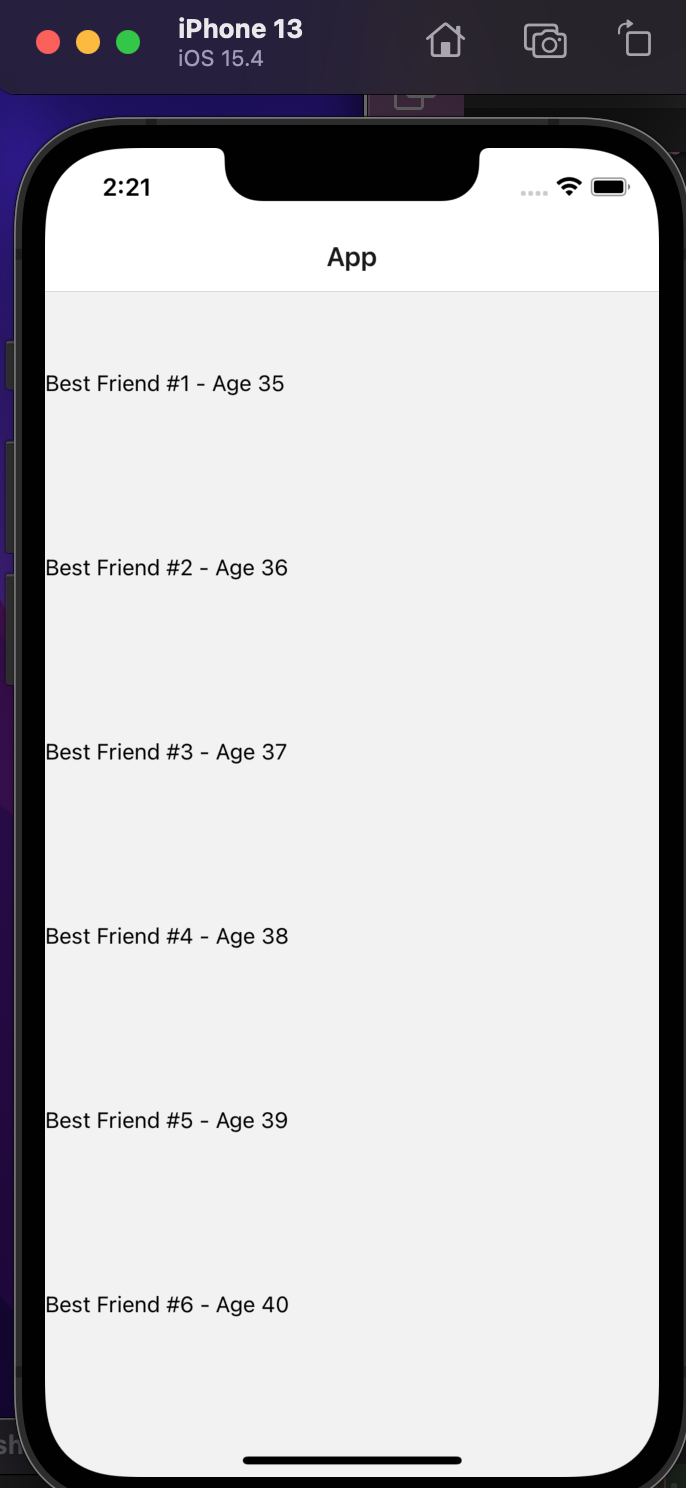 iPhone 13
iOS 15.4
2:21
App
Best Friend #1 - Age 35
Best Friend #2 - Age 36
Best Friend #3 - Age 37
Best Friend #4 - Age 38
Best Friend #5 - Age 39
Best Friend #6 - Age 40